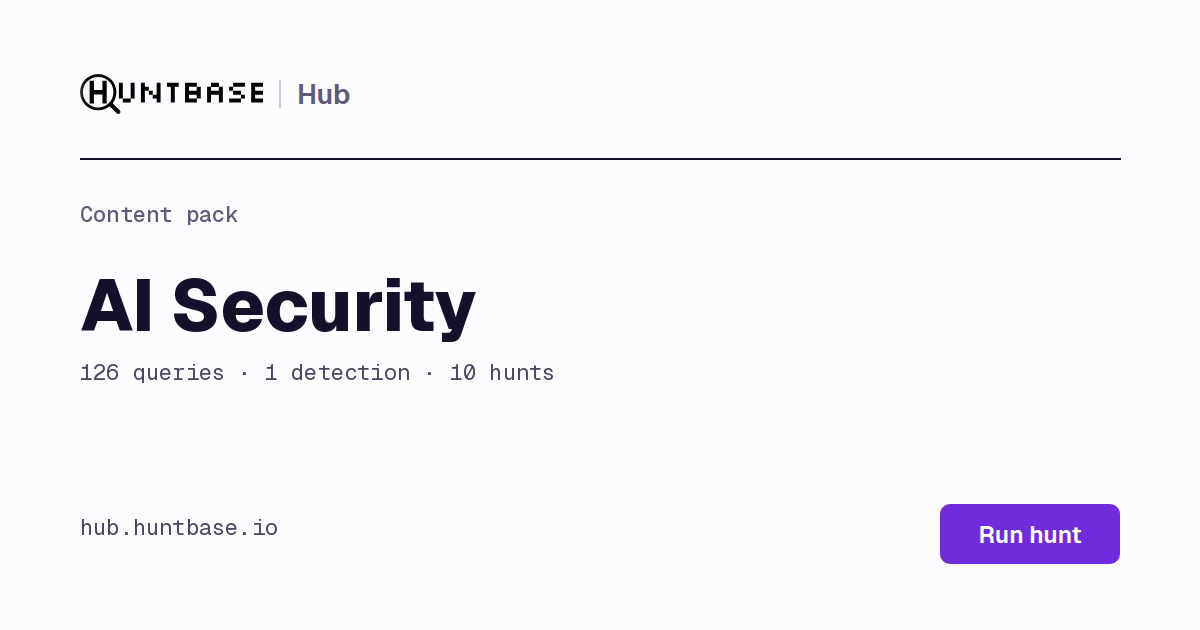 HUNTBASE | Hub
Content pack
AI Security
126 queries · 1 detection · 10 hunts
hub.huntbase.io
Run hunt